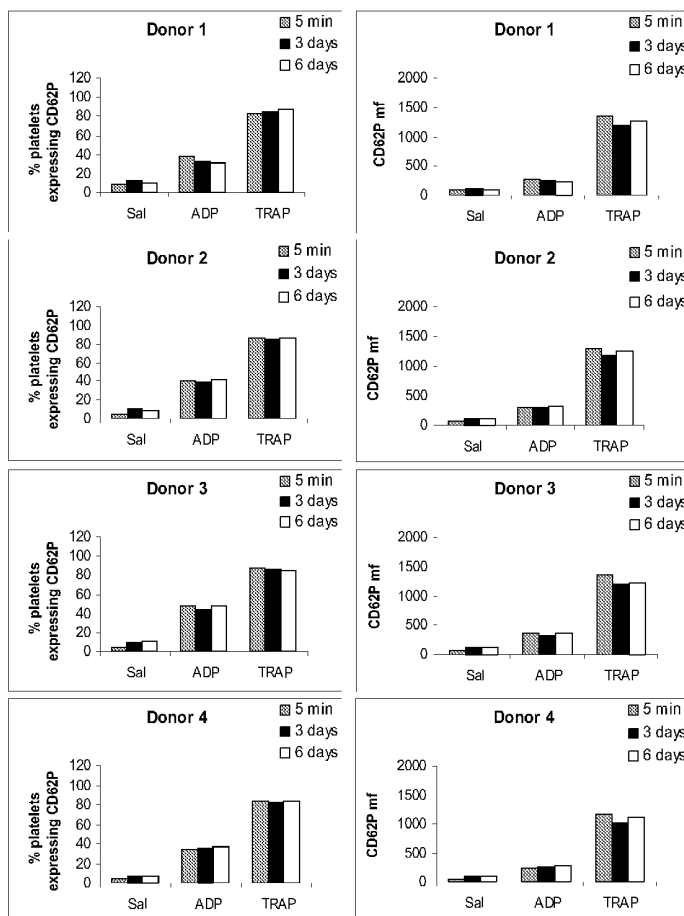 Donor 1
5 min
3 days
6 days
% platelets
expressing CD62P
120
100
80
60
40
20
0
Sal ADP TRAP
Donor 1
5 min
3 days
6 days
CD62P mf
2000
1500
1000
500
0
Sal ADP TRAP
Donor 2
5 min
3 days
6 days
% platelets
expressing CD62P
120
100
80
60
40
20
0
Sal ADP TRAP
Donor 2
5 min
3 days
6 days
CD62P mf
2000
1500
1000
500
0
Sal ADP TRAP
Donor 3
5 min
3 days
6 days
% platelets
expressing CD62P
120
100
80
60
40
20
0
Sal ADP TRAP
Donor 3
5 min
3 days
6 days
CD62P mf
2000
1500
1000
500
0
Sal ADP TRAP
Donor 4
5 min
3 days
6 days
% platelets
expressing CD62P
120
100
80
60
40
20
0
Sal ADP TRAP
Donor 4
5 min
3 days
6 days
CD62P mf
2000
1500
1000
500
0
Sal ADP TRAP